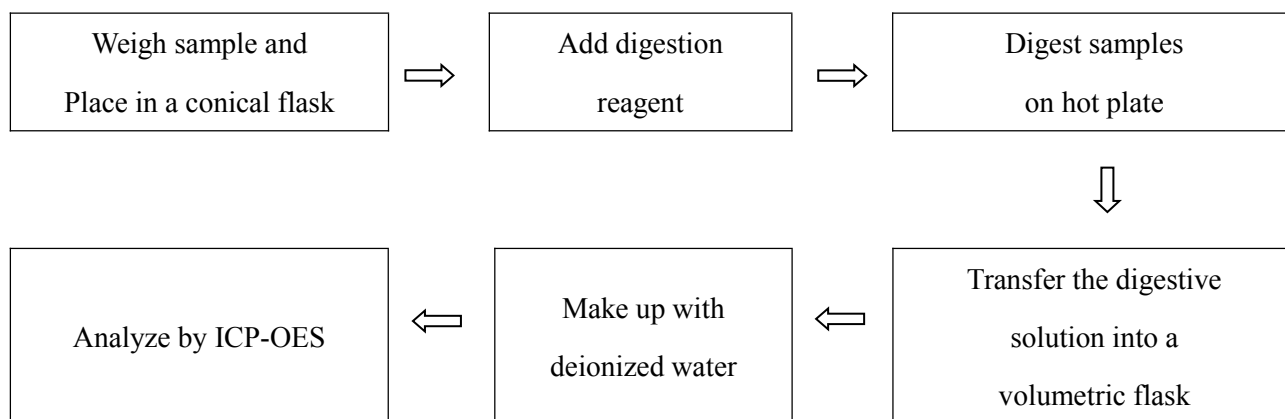 Weigh sample and
Place in a conical flask
Add digestion
reagent
Digest samples
on hot plate
Transfer the digestive
solution into a
volumetric flask
Make up with
deionized water
Analyze by ICP-OES